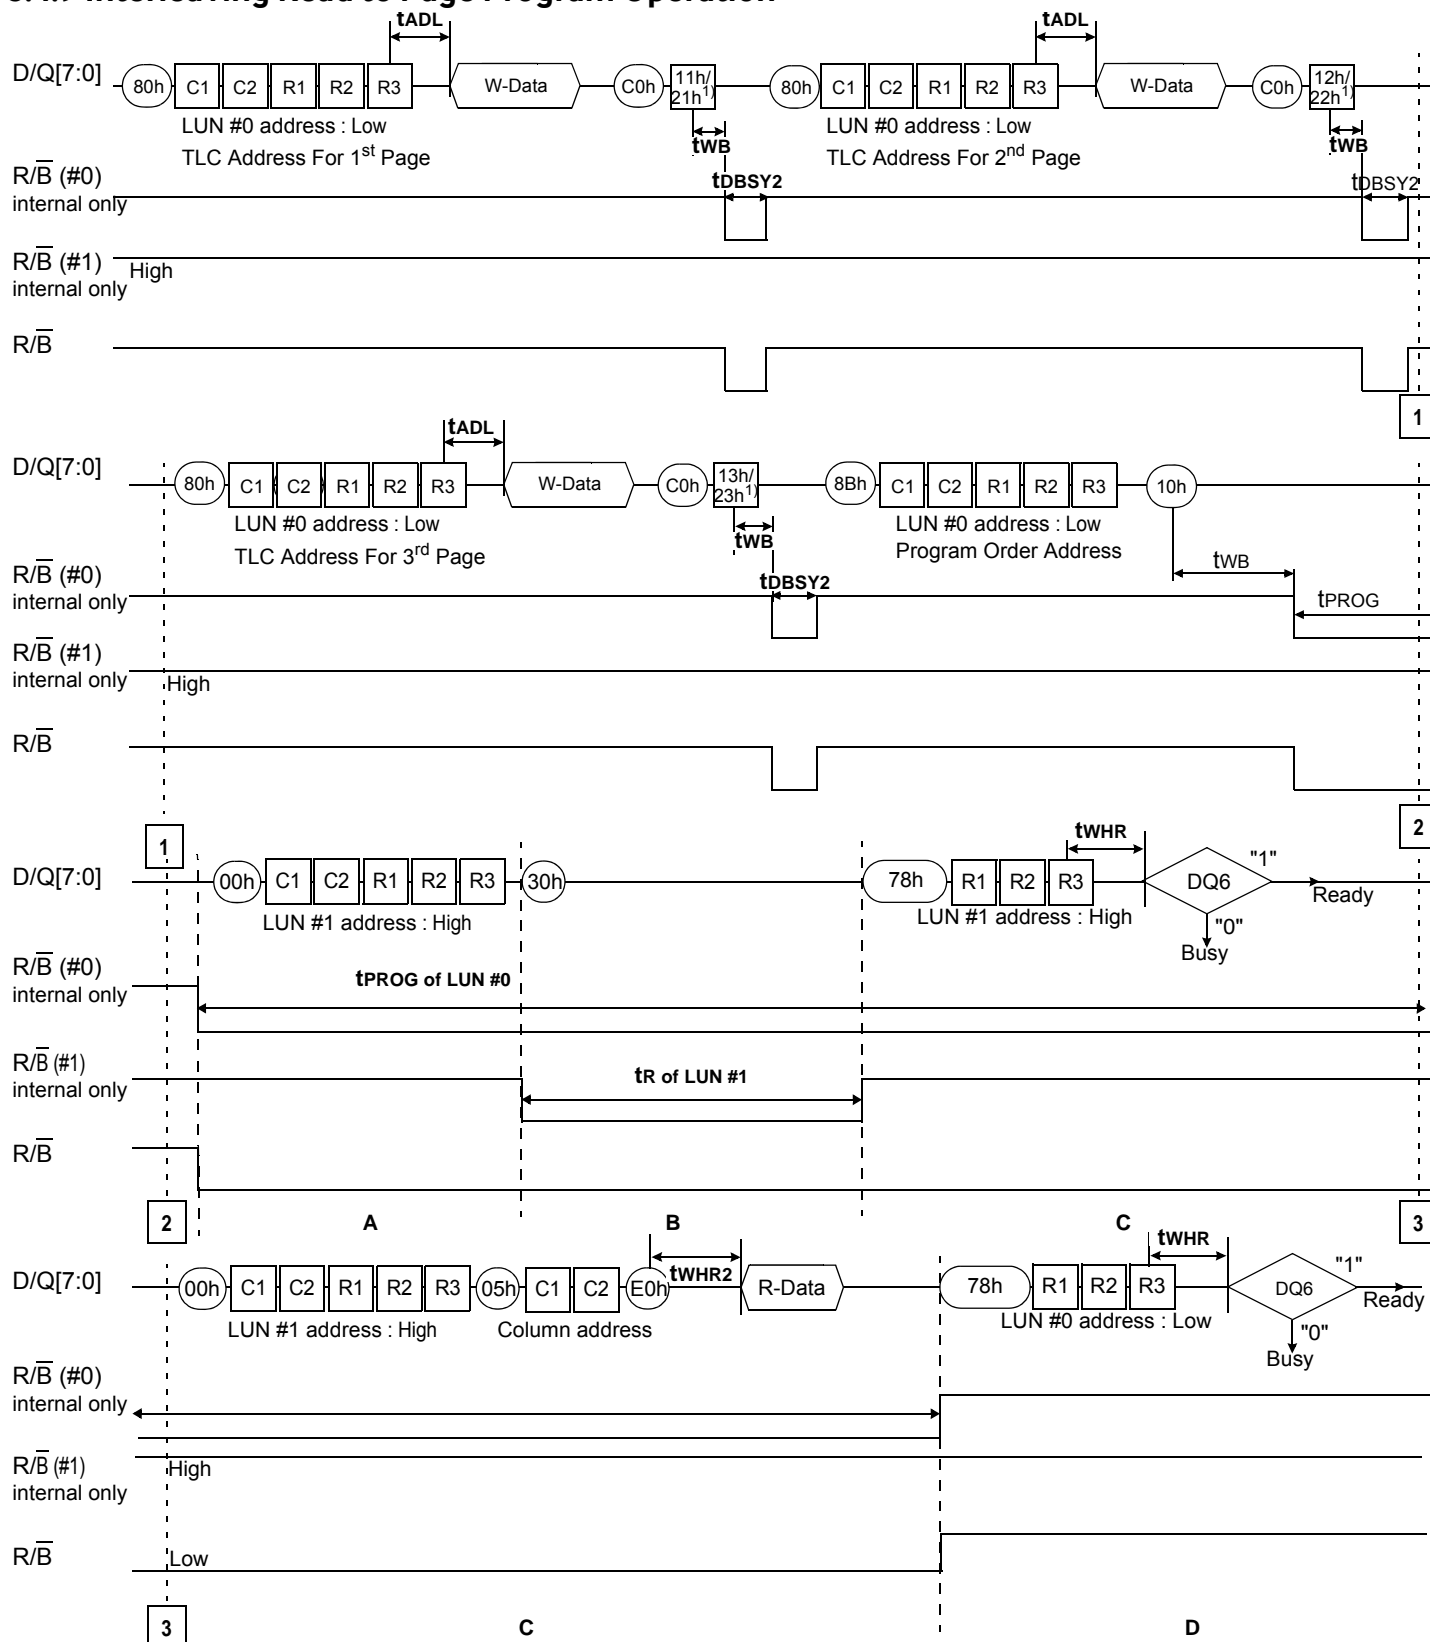 Interleaving Read to Page Program Operation
tADL tADL
D/Q[7:0] 80h C1 C2 R1 R2 R3 W-Data C0h 11h/ 21h1) 80h C1 C2 R1 R2 R3 W-Data C0h 12h/ 22h1)
LUN #0 address : Low LUN #0 address : Low
tWB tWB
TLC Address For 1st Page TLC Address For 2nd Page
R/B (#0) tDBSY2 tDBSY2
internal only
R/B (#1) High
internal only
R/B
1
tADL
D/Q[7:0] 80h C1 C2 R1 R2 R3 W-Data C0h 13h/ 23h1) 8Bh C1 C2 R1 R2 R3 10h
LUN #0 address : Low LUN #0 address : Low
TLC Address For 3rd Page tWB Program Order Address
R/B (#0) tDBSY2 tWB
internal only tPROG
R/B (#1)
internal only High
R/B
1 2
tWHR
D/Q[7:0] 00h C1 C2 R1 R2 R3 30h 78h R1 R2 R3 DQ6 "1" Ready
LUN #1 address : High LUN #1 address : High "0"
Busy
R/B (#0) tPROG of LUN #0
internal only
R/B (#1) tR of LUN #1
internal only
R/B
2 A B C 3
tWHR
D/Q[7:0] 00h C1 C2 R1 R2 R3 05h C1 C2 E0h tWHR2 R-Data 78h R1 R2 R3 DQ6 "1" Ready
LUN #1 address : High Column address LUN #0 address : Low "0"
Busy
R/B (#0)
internal only
R/B (#1) High
internal only
R/B Low
3 C D